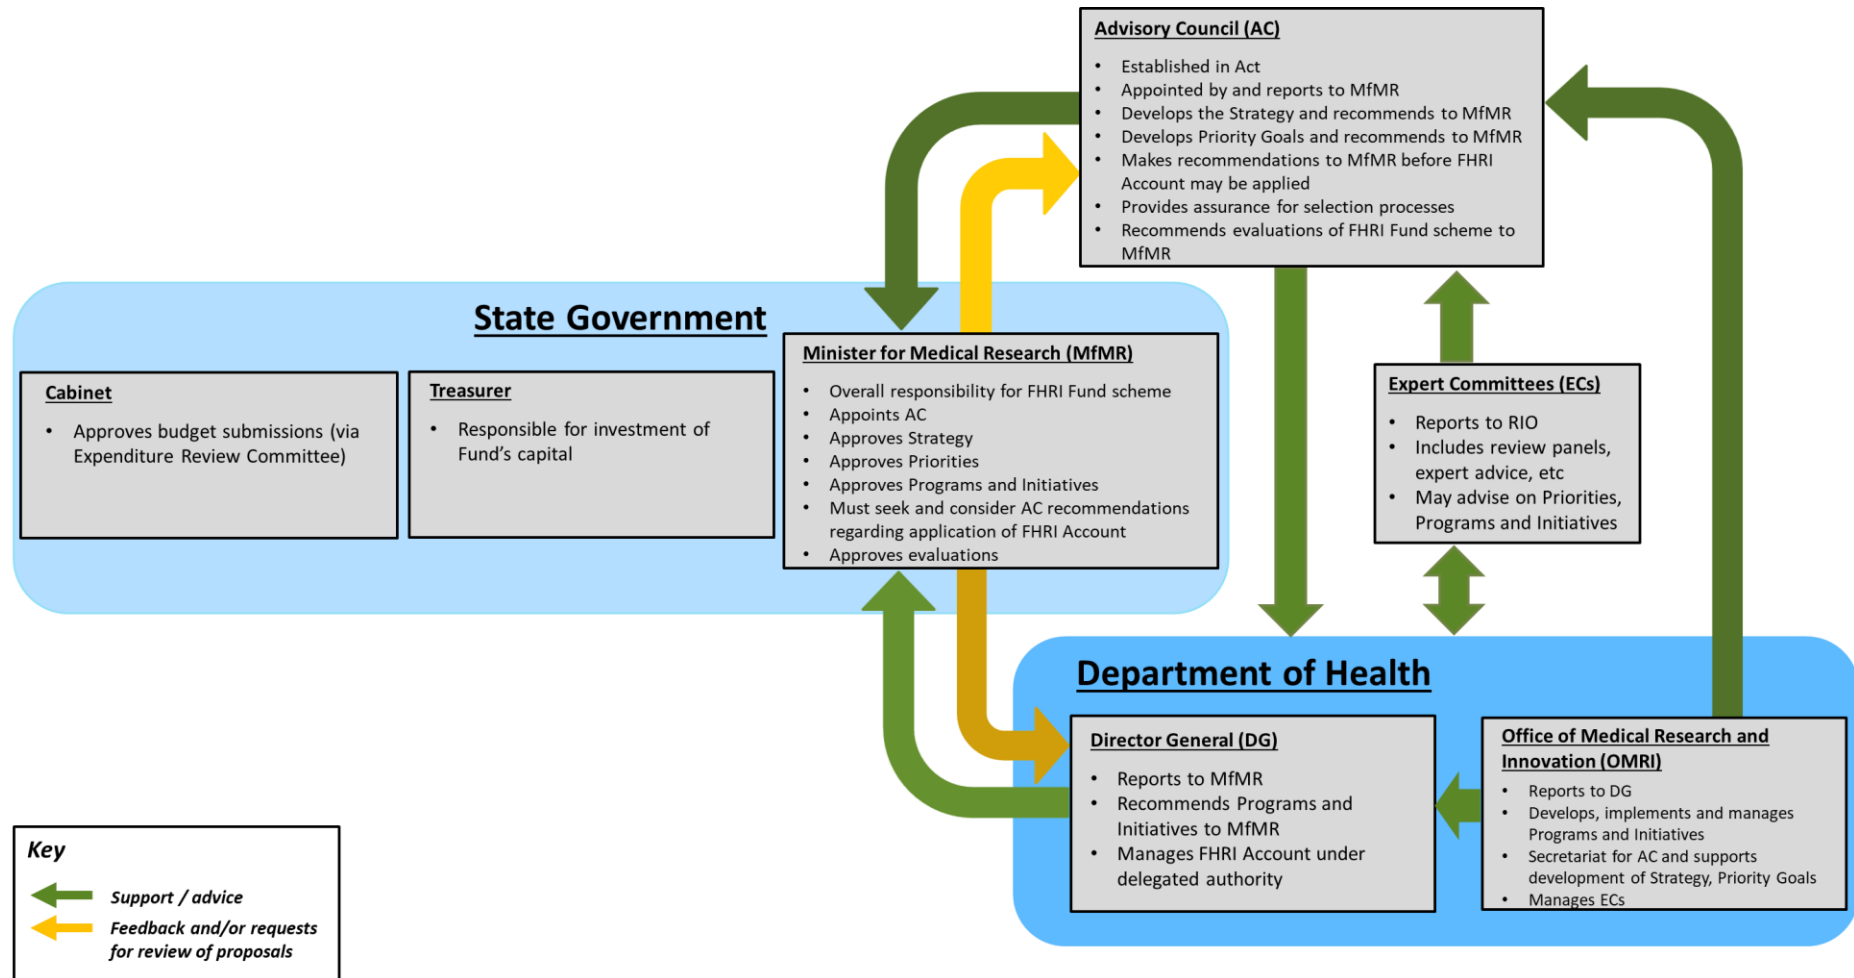 Advisory Council (AC)
• Established in Act
• Appointed by and reports to MfMR
• Develops the Strategy and recommends to MfMR
• Develops Priority Goals and recommends to MfMR
• Makes recommendations to MfMR before FHRI
Account may be applied
• Provides assurance for selection processes
• Recommends evaluations of FHRI Fund scheme to
MfMR
State Government
Cabinet
• Approves budget submissions (via
Expenditure Review Committee)
Treasurer
• Responsible for investment of
Fund's capital
Minister for Medical Research (MfMR)
• Overall responsibility for FHRI Fund scheme
• Appoints AC
• Approves Strategy
• Approves Priorities
• Approves Programs and Initiatives
• Must seek and consider AC recommendations
regarding application of FHRI Account
• Approves evaluations
Expert Committees (ECs)
• Reports to RIO
• Includes review panels,
expert advice, etc
• May advise on Priorities,
Programs and Initiatives
Department of Health
Director General (DG)
• Reports to MfMR
• Recommends Programs and
Initiatives to MfMR
• Manages FHRI Account under
delegated authority
Office of Medical Research and
Innovation (OMRI)
• Reports to DG
• Develops, implements and manages
Programs and Initiatives
• Secretariat for AC and supports
development of Strategy, Priority Goals
• Manages ECs
Key
Support / advice
Feedback and/or requests
for review of proposals